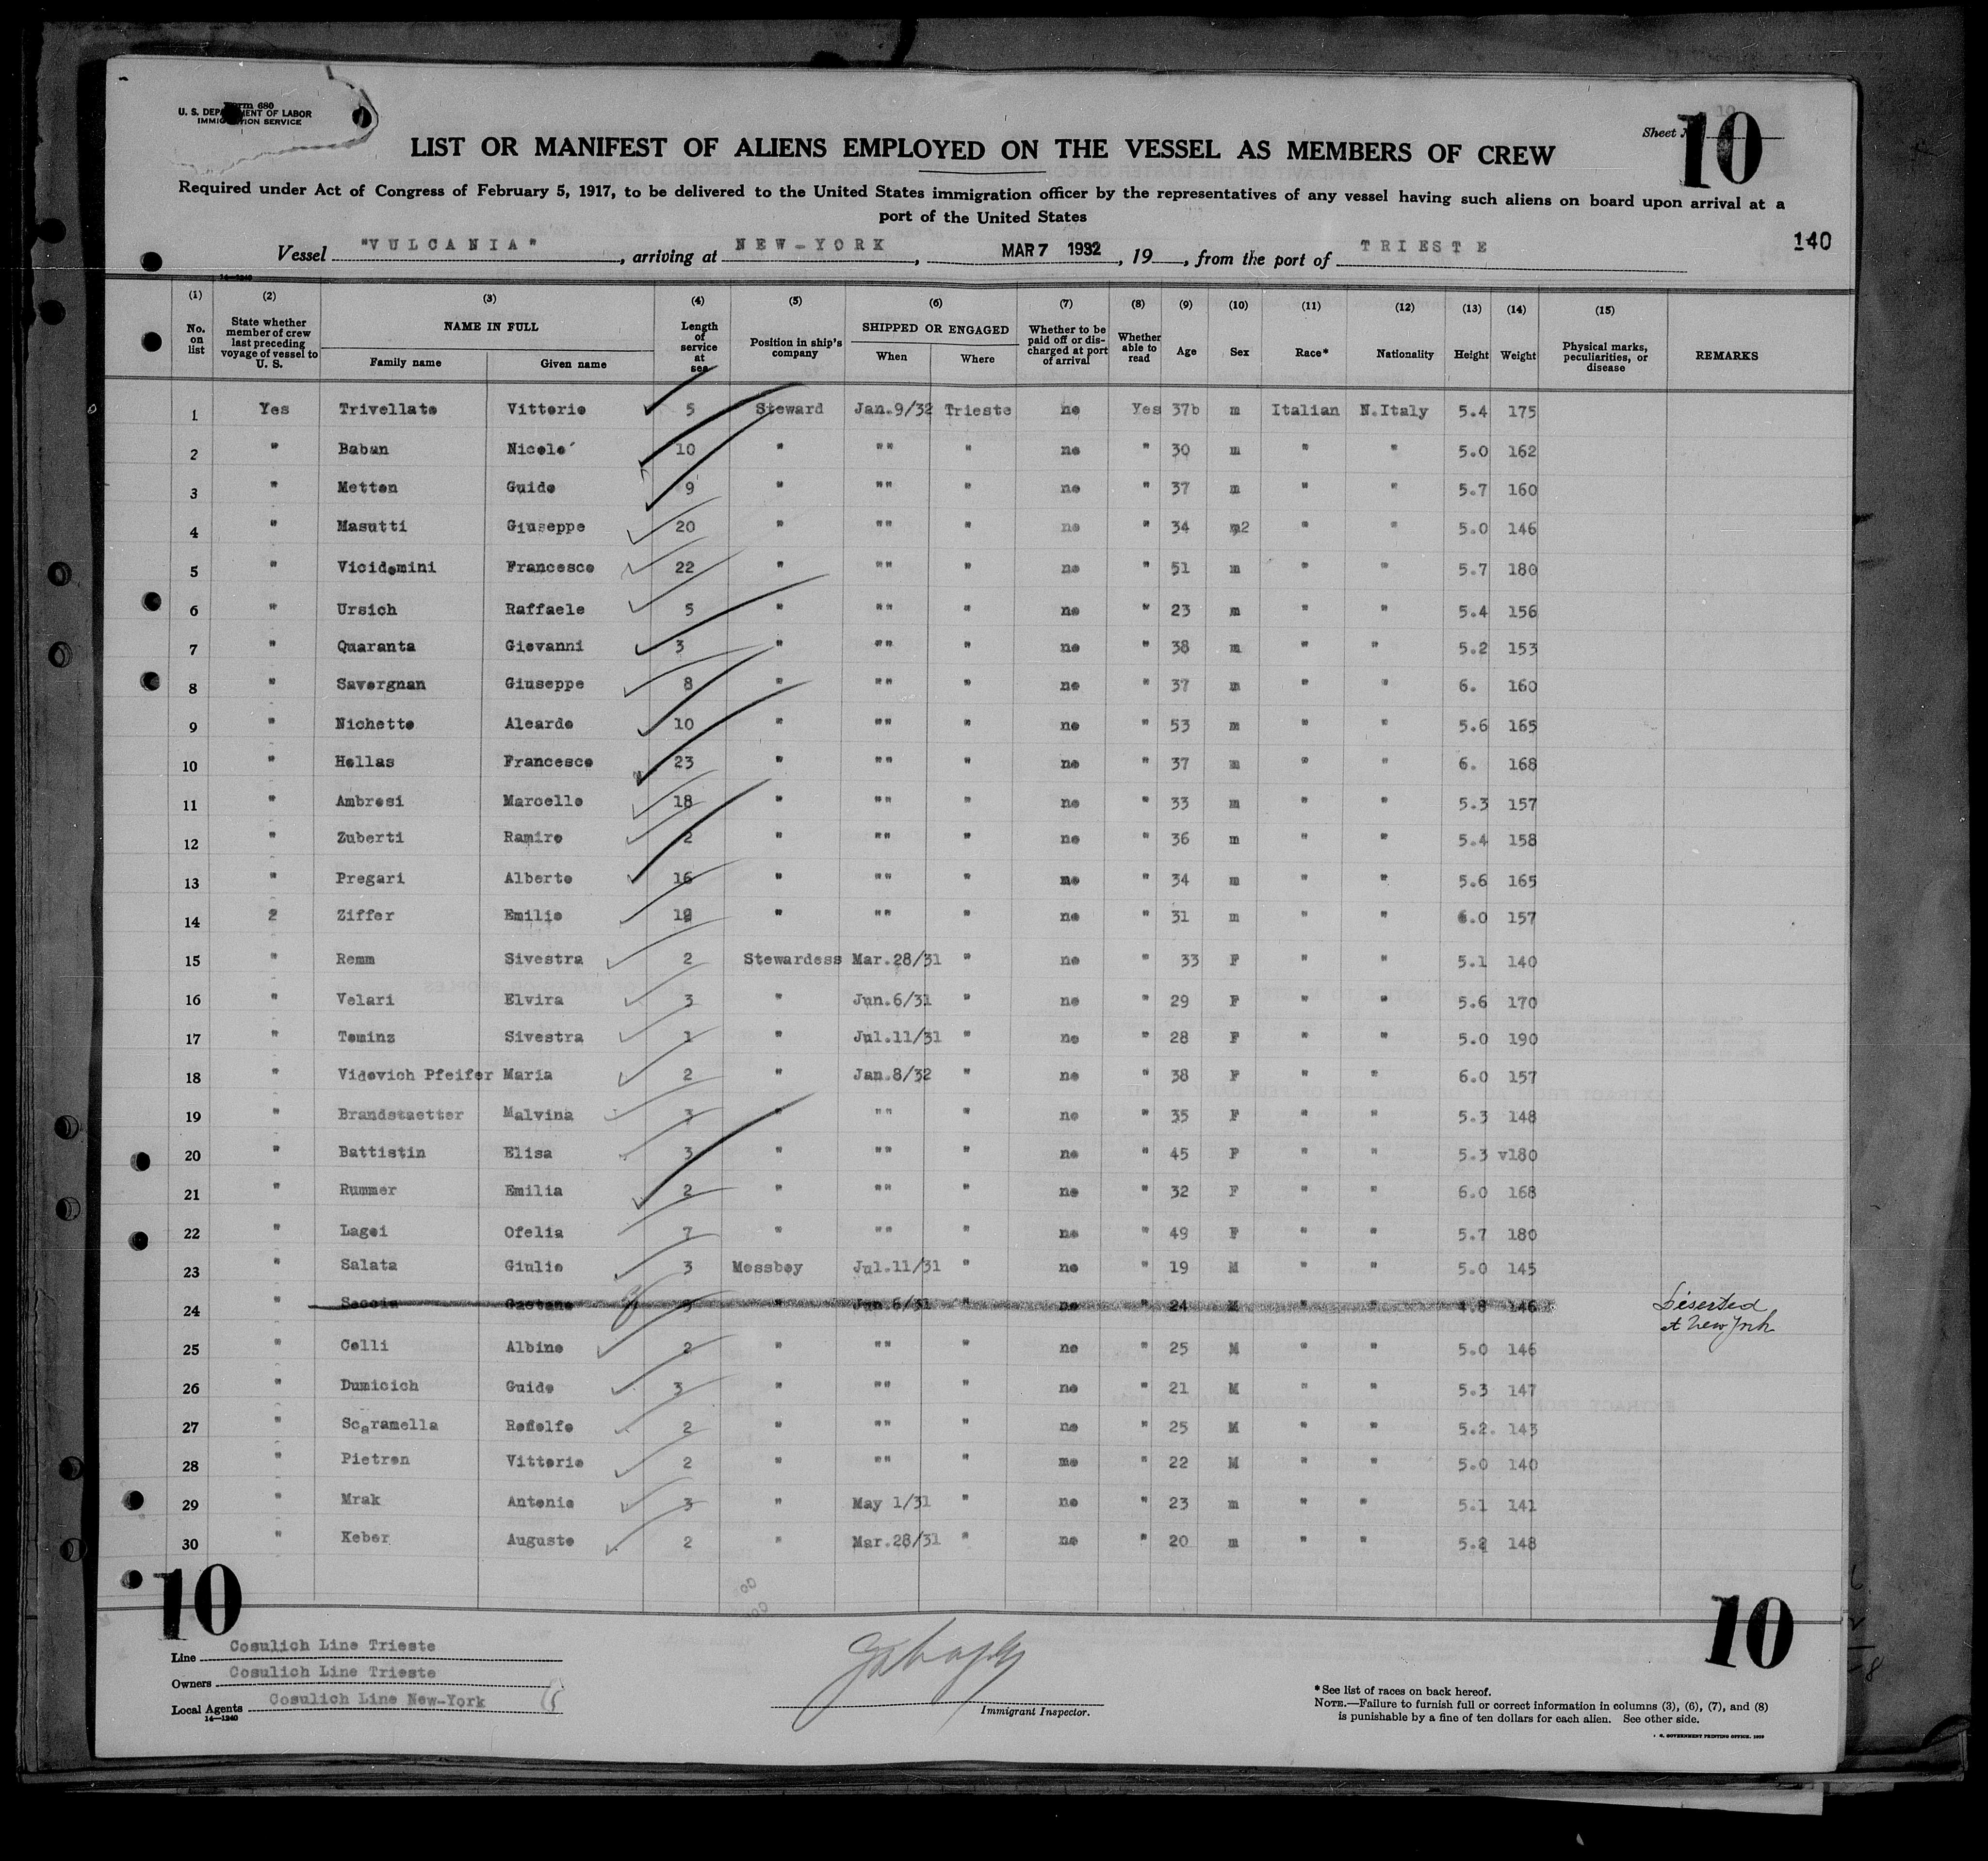 Form 680
U. S. DEPARTMENT OF LABOR
IMMIGRATION SERVICE
Sheet 10
LIST OR MANIFEST OF ALIENS EMPLOYED ON THE VESSEL AS MEMBERS OF CREW
Required under Act of Congress of February 5, 1917, to be delivered to the United States immigration officer by the representatives of any vessel having such aliens on board upon arrival at a
port of the United States
140
Vessel "VULCANIA", arriving at NEW-YORK, MAR 7 1932, 19, from the port of TRIESTE
14—1240
(1) (2) (3) (4) (5) (6) (7) (8) (9) (10) (11) (12) (13) (14) (15)
No. on list | State whether member of crew last preceding voyage of vessel to U. S. | NAME IN FULL Family name Given name | Length of service at sea | Position in ship's company | SHIPPED OR ENGAGED When Where | Whether to be paid off or discharged at port of arrival | Whether able to read | Age | Sex | Race* | Nationality | Height | Weight | Physical marks, peculiarities, or disease | REMARKS
1 Yes Trivellato Vittorio 5 Steward Jan.9/32 Trieste no Yes 37b m Italian N.Italy 5.4 175
2 " Baban Nicolo´ 10 " "" " no " 30 m " " 5.0 162
3 " Metton Guido 9 " "" " no " 37 m " " 5.7 160
4 " Masutti Giuseppe 20 " "" " no " 34 m2 " " 5.0 146
5 " Vicidomini Francesco 22 " "" " no " 51 m " " 5.7 180
6 " Ursich Raffaele 5 " "" " no " 23 m " " 5.4 156
7 " Quaranta Giovanni 3 " "" " no " 38 m " " 5.2 153
8 " Savorgnan Giuseppe 8 " "" " no " 37 m " " 6. 160
9 " Nichetto Aleardo 10 " "" " no " 53 m " " 5.6 165
10 " Hollas Francesco 23 " "" " no " 37 m " " 6. 168
11 " Ambrosi Marcello 18 " "" " no " 33 m " " 5.3 157
12 " Zuberti Ramiro 2 " "" " no " 36 m " " 5.4 158
13 " Pregari Alberto 16 " "" " no " 34 m " " 5.6 165
14 2 Ziffer Emilio " "" " no " 31 m " " 6.0 157
15 " Remm Sivestra 2 Stewardess Mar.28/31 " no " 33 F " " 5.1 140
16 " Velari Elvira 3 " Jun.6/31 " no " 29 F " " 5.6 170
17 " Tominz Sivestra 1 " Jul.11/31 " no " 28 F " " 5.0 190
18 " Vidovich Pfeifer Maria 2 " Jan.8/32 " no " 38 F " " 6.0 157
19 " Brandstaetter Malvina 3 " "" " no " 35 F " " 5.3 148
20 " Battistin Elisa 3 " "" " no " 45 F " " 5.3 v180
21 " Rummer Emilia 2 " "" " no " 32 F " " 6.0 168
22 " Lagoi Ofelia 7 " "" " no " 49 F " " 5.7 180
23 " Salata Giulio 3 Messboy Jul.11/31 " no " 19 M " " 5.0 145
24 " Gaetano " Jun.6/31 " no " 24 M " " 4.8 146 Diserted
at New York
25 " Colli Albino 2 " "" " no " 25 M " " 5.0 146
26 " Dumicich Guido 3 " "" " no " 21 M " " 5.3 147
27 " Scaramella Rodolfo 2 " "" " no " 25 M " " 5.2. 143
28 " Pietron Vittorio 2 " "" " mo " 22 M " " 5.0 140
29 " Mrak Antonio 3 " May 1/31 " no " 23 m " " 5.1 141
30 " Keber Augusto 2 " Mar.28/31 " no " 20 m " " 5.2 148
10
10
Line Cosulich Line Trieste
Owners Cosulich Line Trieste
Local Agents Cosulich Line New-York
14—1240
Immigrant Inspector.
*See list of races on back hereof.
NOTE.—Failure to furnish full or correct information in columns (3), (6), (7), and (8)
is punishable by a fine of ten dollars for each alien. See other side.